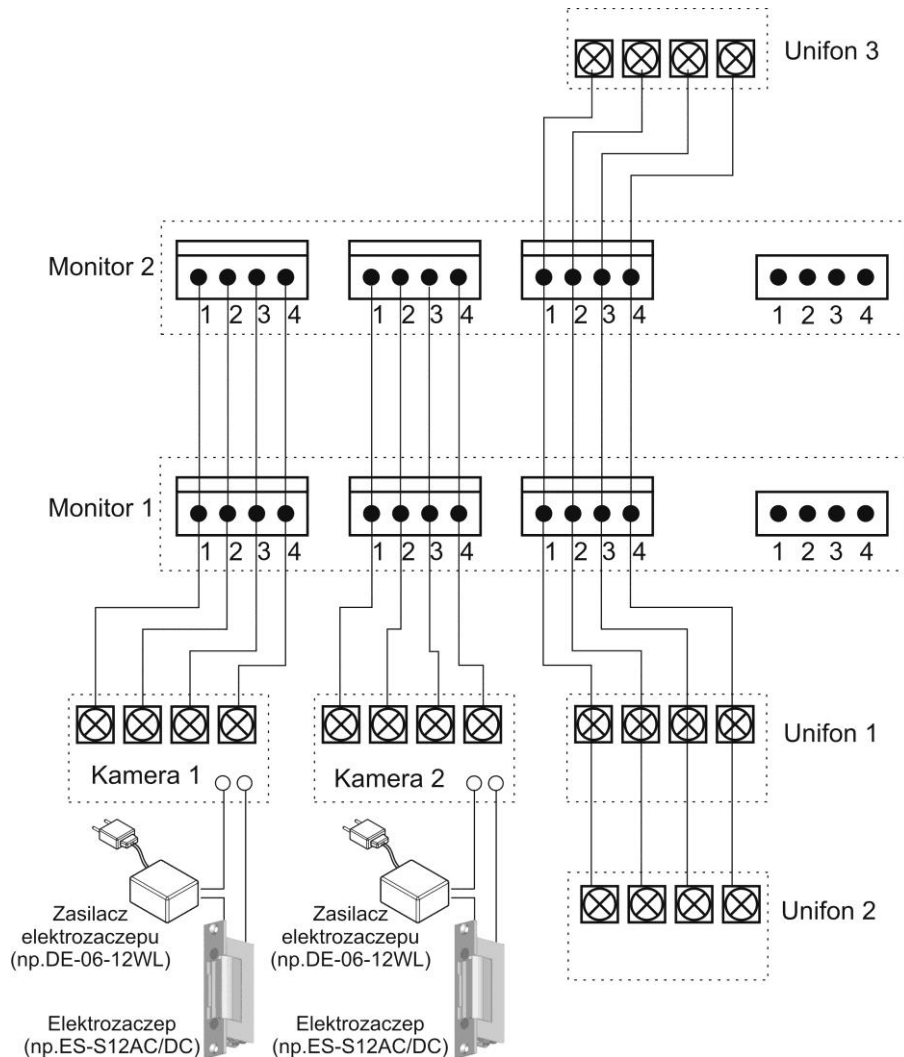 Unifon 3
Monitor 2
1 2 3 4
1 2 3 4
1 2 3 4
1 2 3 4
Monitor 1
1 2 3 4
1 2 3 4
1 2 3 4
1 2 3 4
Kamera 1
Kamera 2
Unifon 1
Zasilacz
elektrozaczepu
(np.DE-06-12WL)
Zasilacz
elektrozaczepu
(np.DE-06-12WL)
Unifon 2
Elektrozaczep
(np.ES-S12AC/DC)
Elektrozaczep
(np.ES-S12AC/DC)